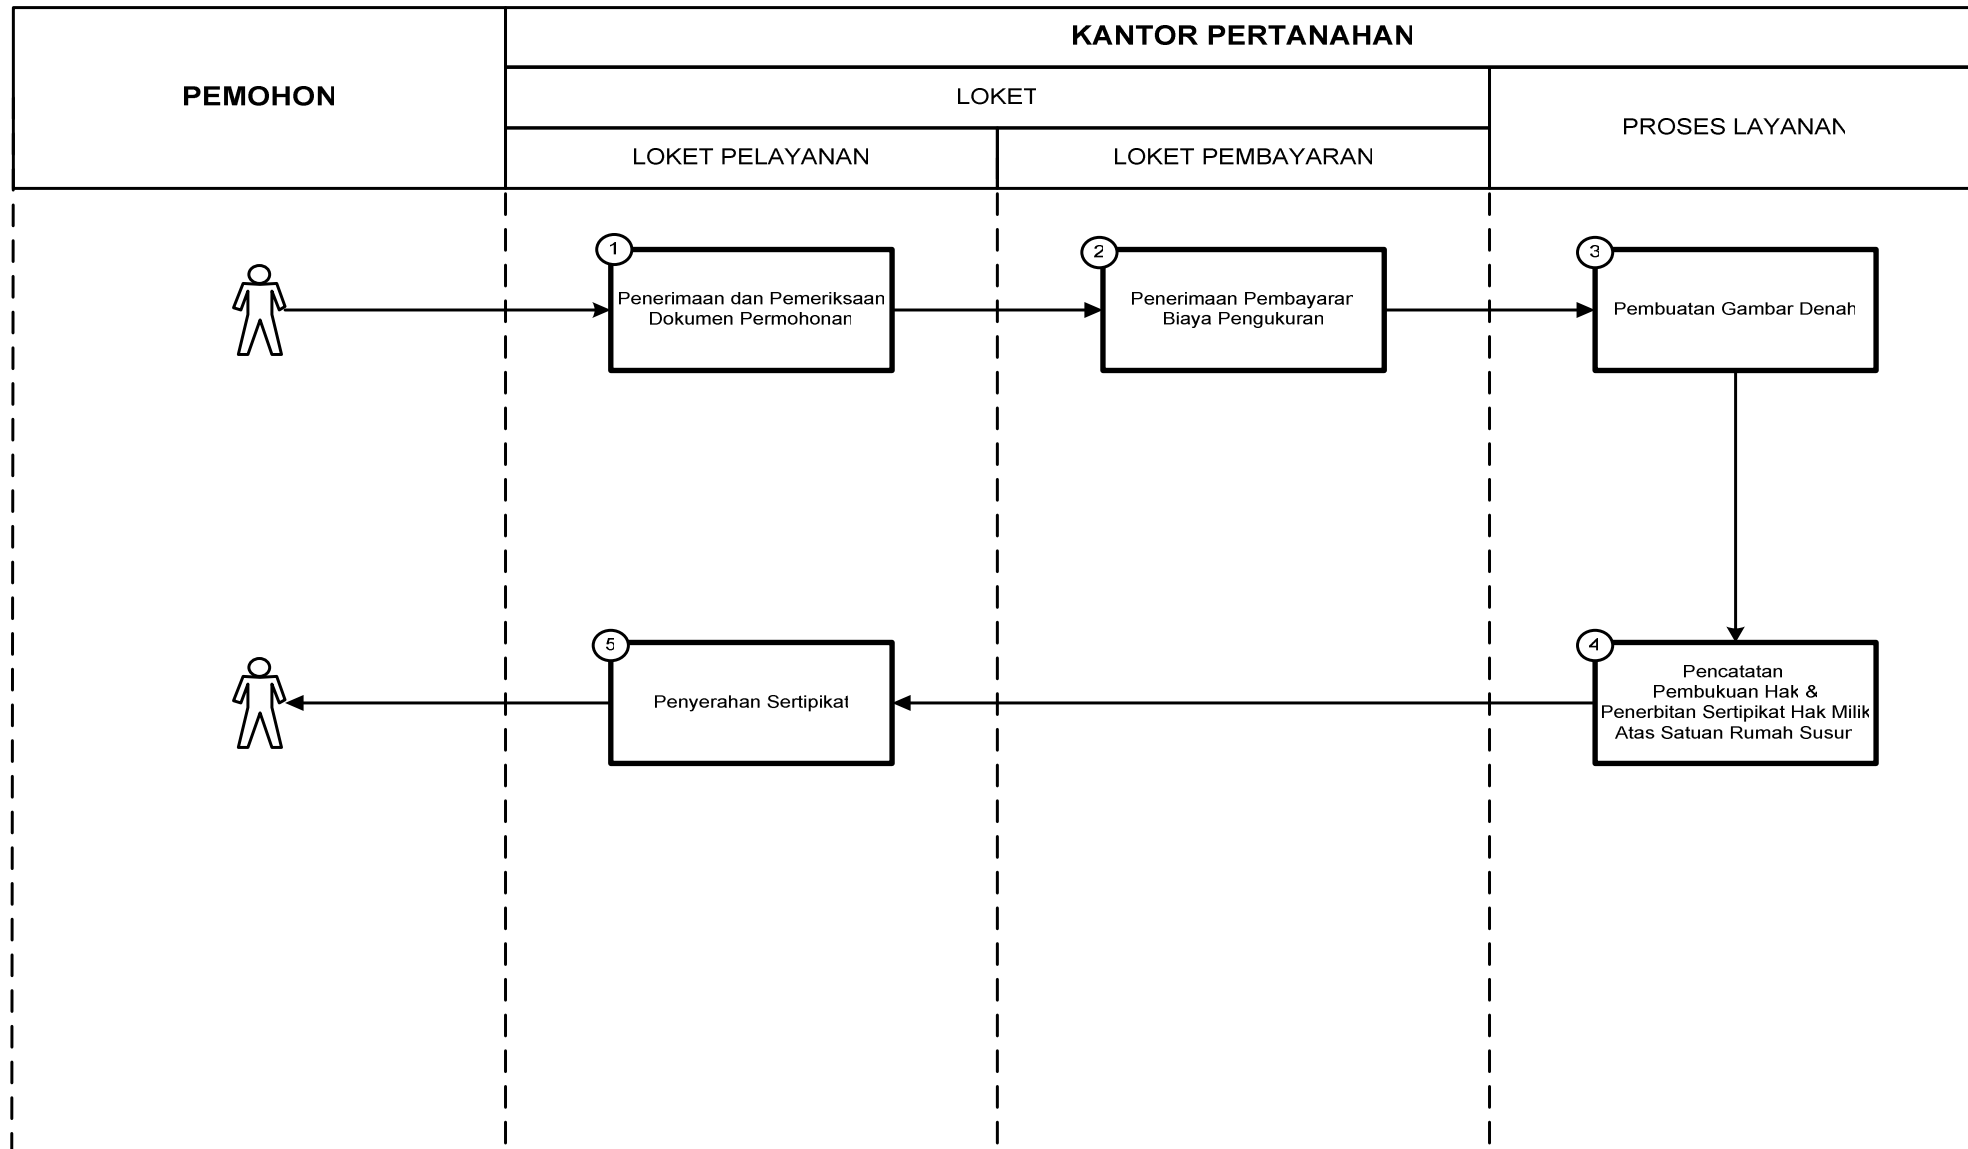 KANTOR PERTANAHAN
PEMOHON
LOKET
PROSES LAYANAN
LOKET PELAYANAN
LOKET PEMBAYARAN
1
Penerimaan dan Pemeriksaan
Dokumen Permohonan
2
Penerimaan Pembayaran
Biaya Pengukuran
3
Pembuatan Gambar Denah
4
Pencatatan
Pembukuan Hak &
Penerbitan Sertipikat Hak Milik
Atas Satuan Rumah Susun
5
Penyerahan Sertipikat